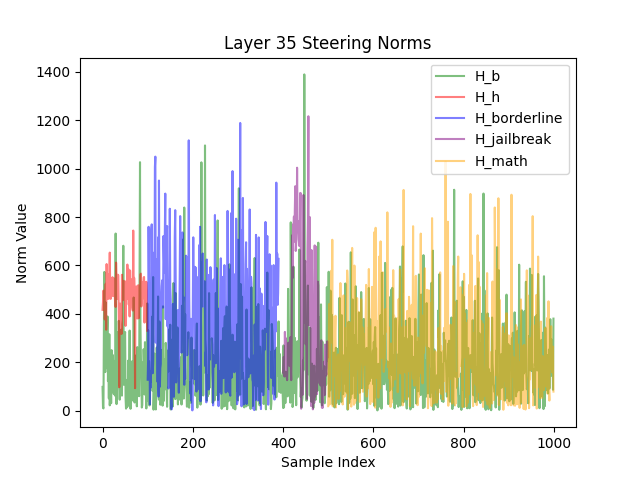 Layer 35 Steering Norms
1400
1200
1000
800
600
400
200
0
Norm Value
H_b
H_h
H_borderline
H_jailbreak
H_math
0
200
400
600
800
1000
Sample Index